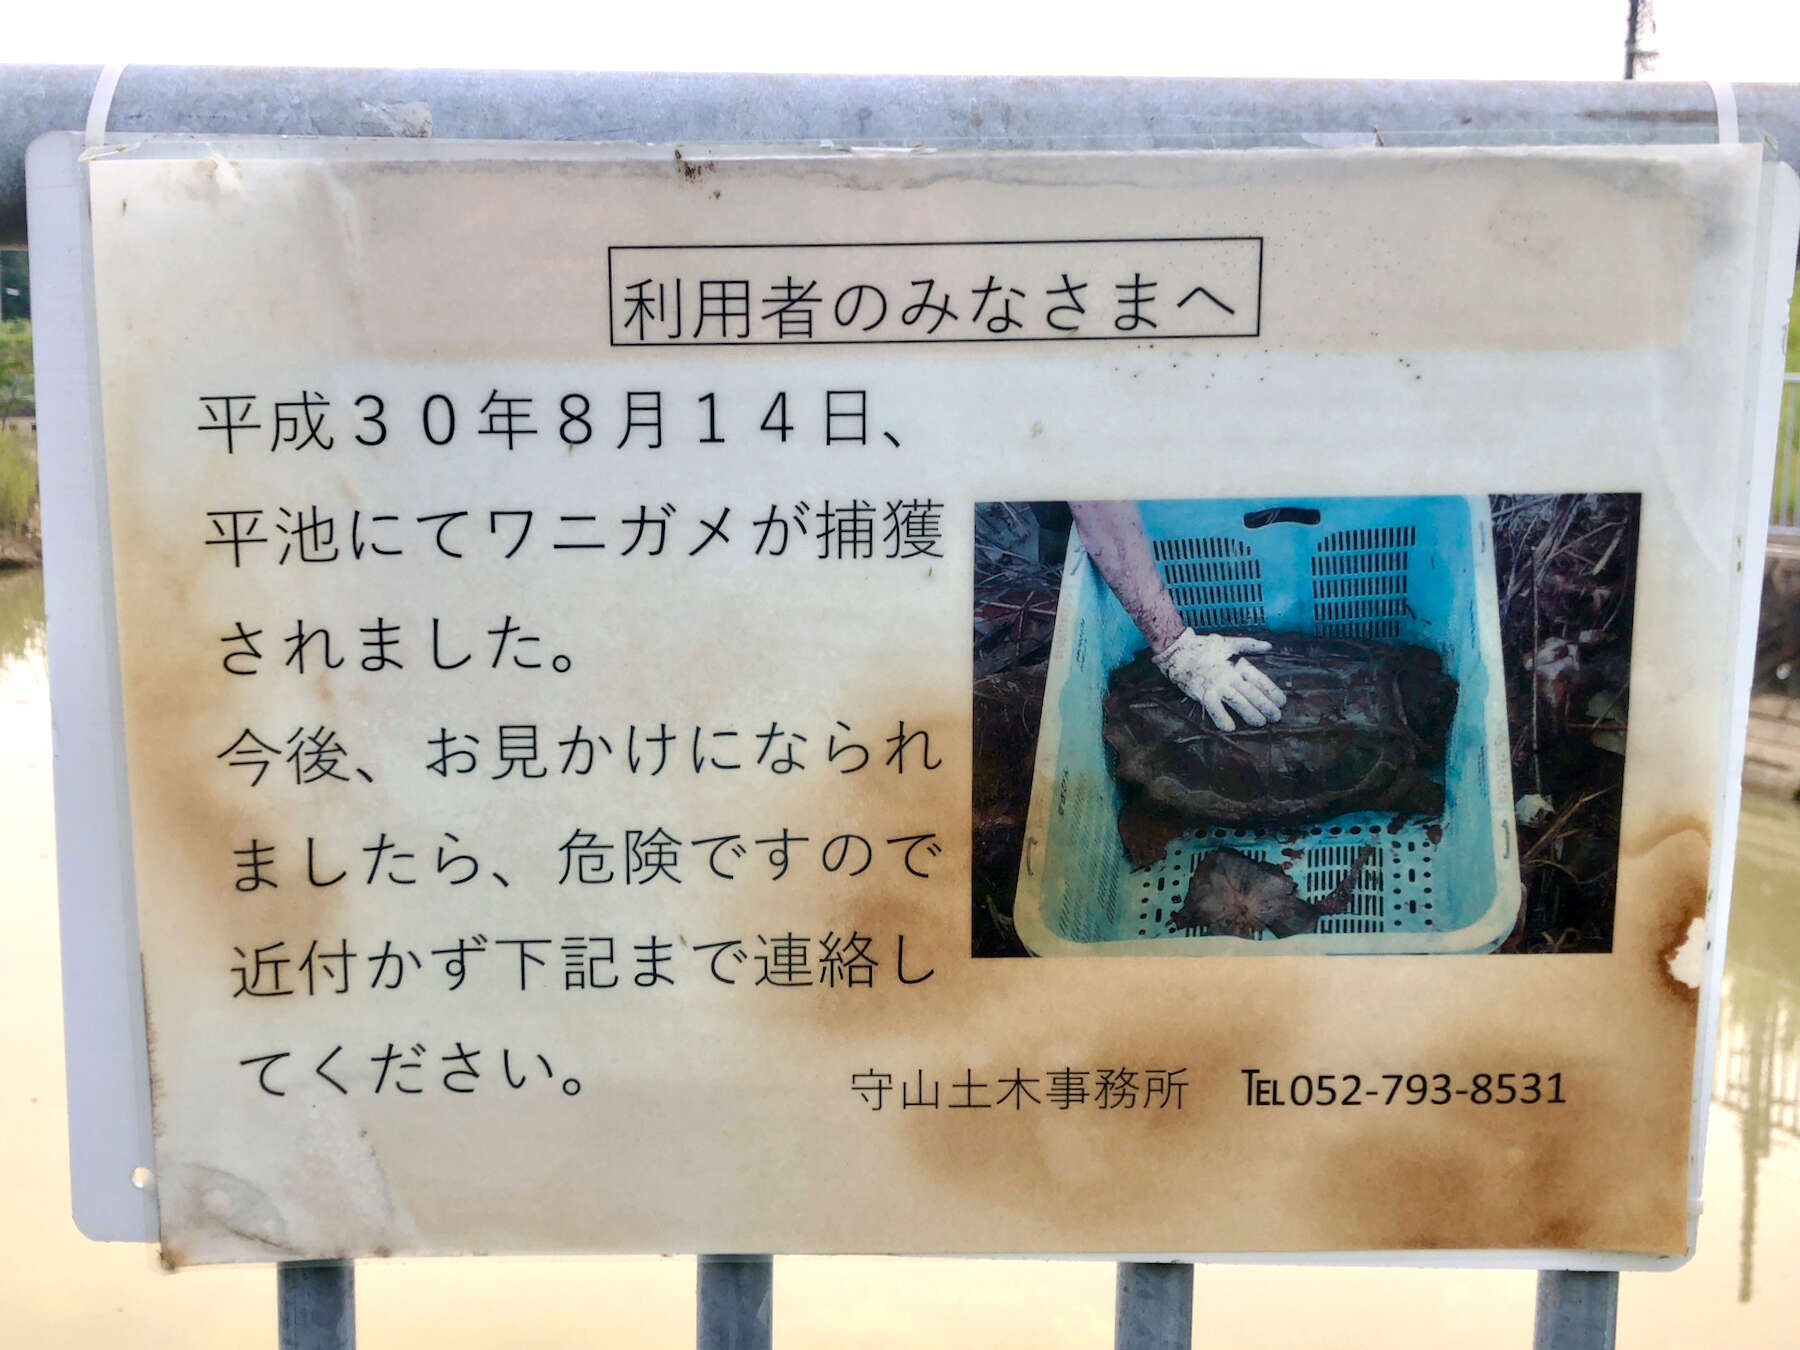 利用者のみなさまへ
平成３０年８月１４日、
平池にてワニガメが捕獲
されました。
今後、お見かけになられ
ましたら、危険ですので
近付かず下記まで連絡し
てください。
守山土木事務所　℡052-793-8531